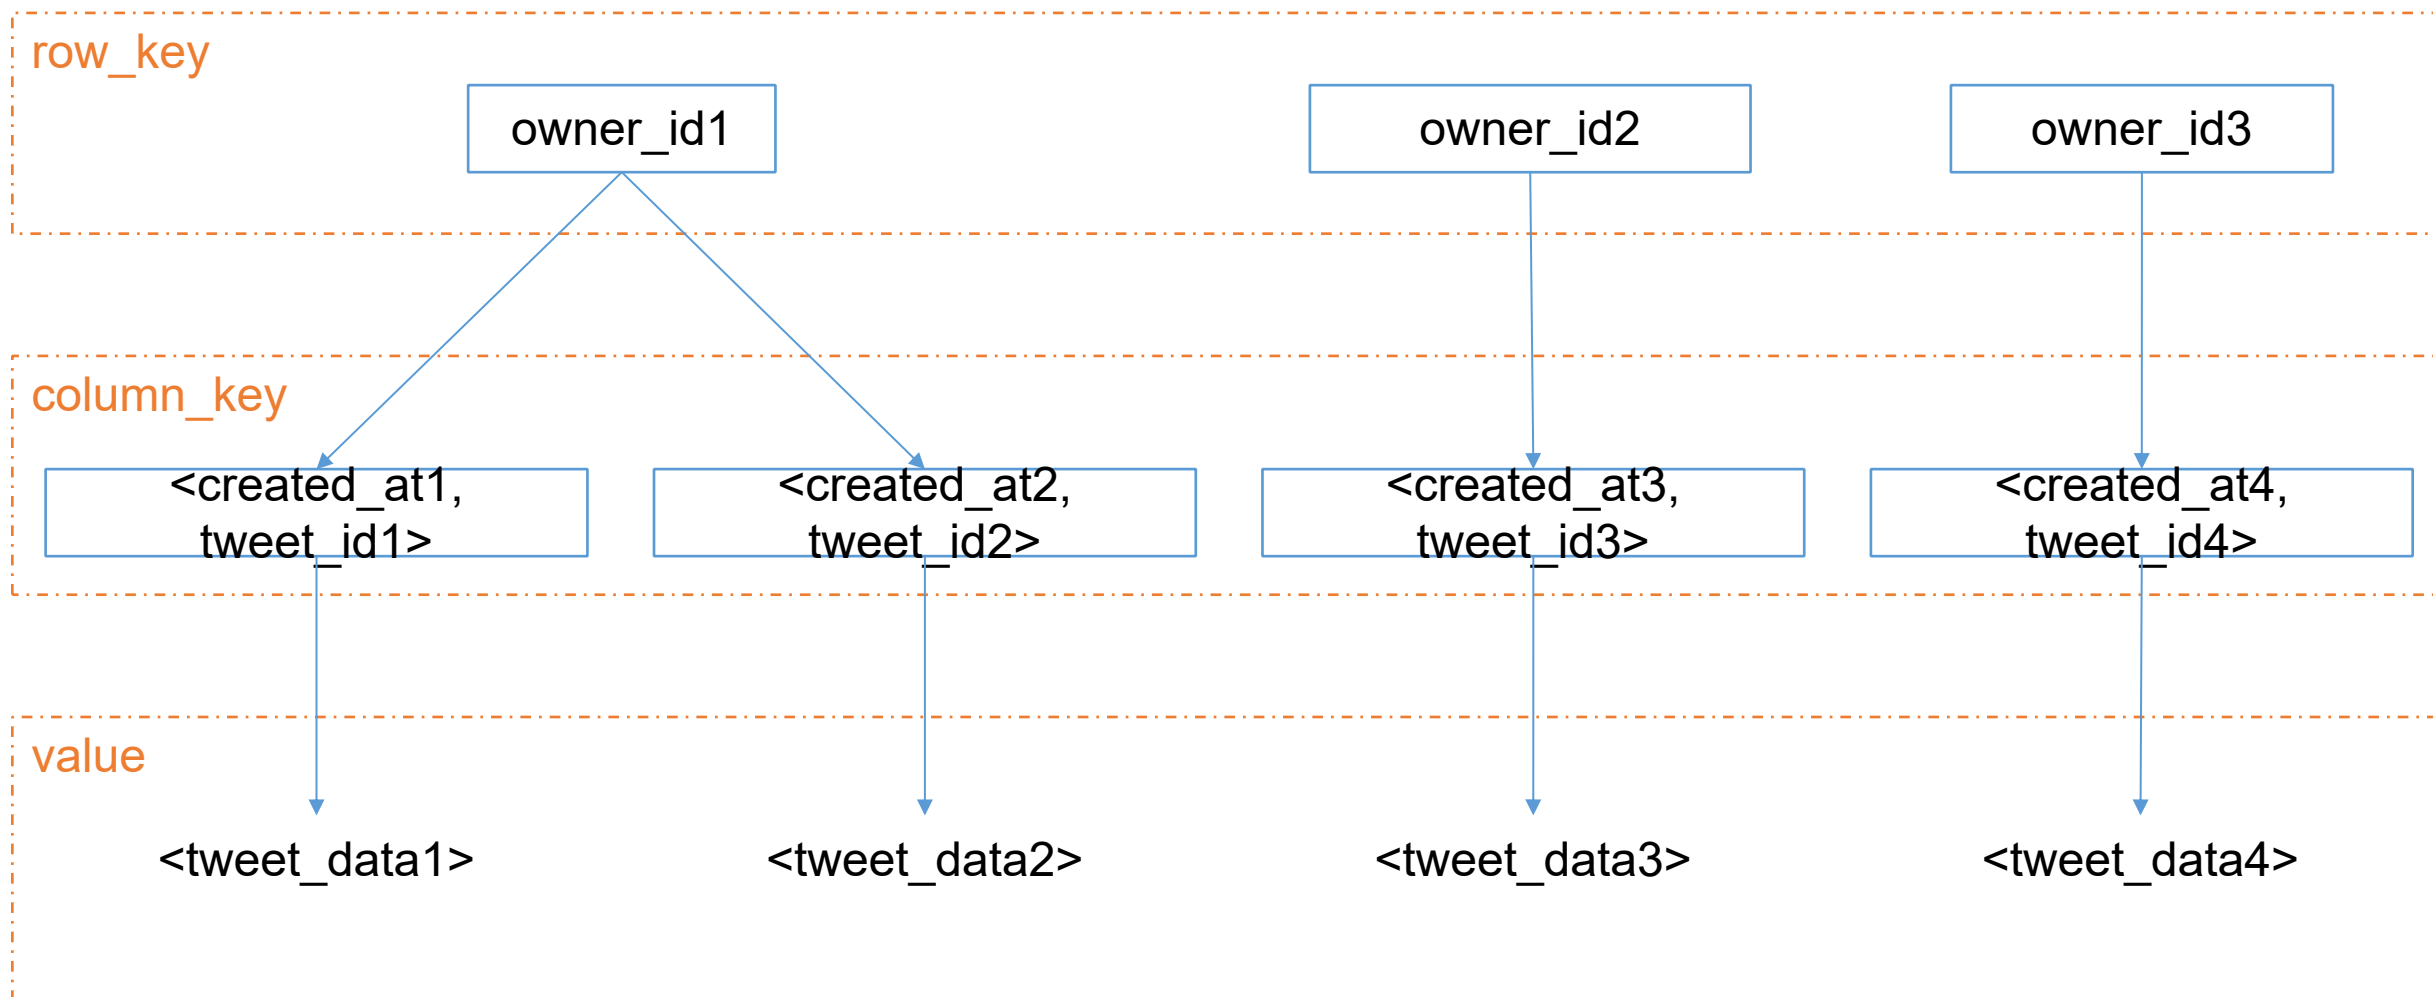 row_key
owner_id1
owner_id2
owner_id3
column_key
<created_at1,
tweet_id1>
<created_at2,
tweet_id2>
<created_at3,
tweet_id3>
<created_at4,
tweet_id4>
value
<tweet_data1>
<tweet_data2>
<tweet_data3>
<tweet_data4>